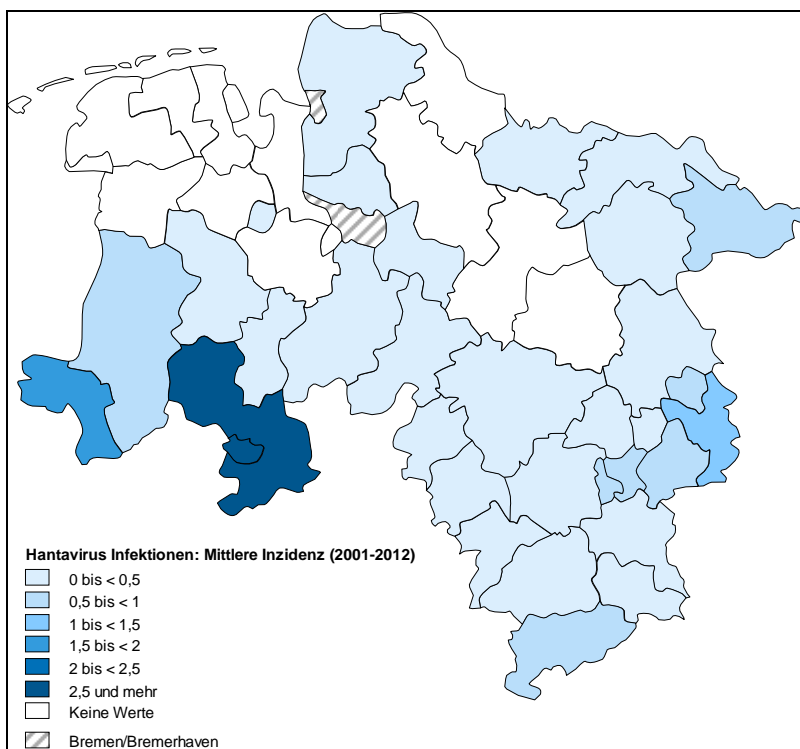 Hantavirus Infektionen: Mittlere Inzidenz (2001-2012)
0 bis < 0,5
0,5 bis < 1
1 bis < 1,5
1,5 bis < 2
2 bis < 2,5
2,5 und mehr
Keine Werte
Bremen/Bremerhaven